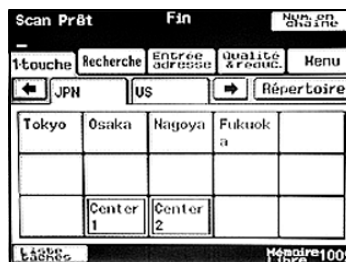 Scan Prêt Fin Num. en chaîne
1-touche Recherche Entrée adresse Qualité & réduc. Menu
JPN US Répertoire
Tokyo Osaka Nagoya Fukuok
a
Center Center
1 2
Liste tâches Mémoire Libre 100%